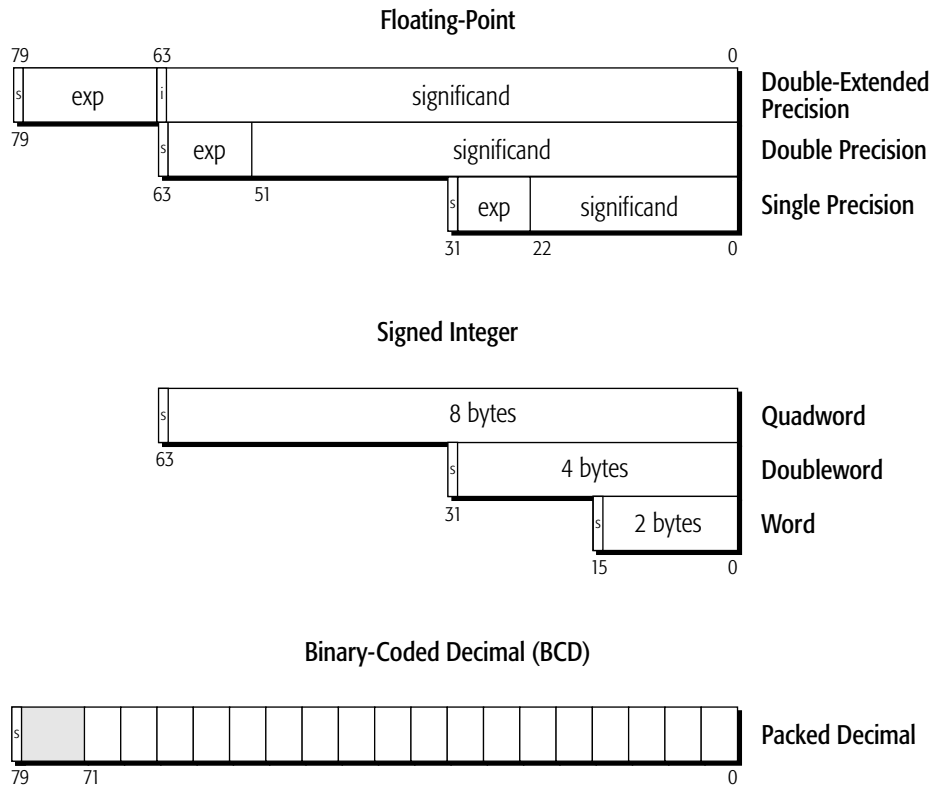 Floating-Point
79 63 0
s exp i significand Double-Extended
Precision
79
s exp significand Double Precision
63 51
s exp significand Single Precision
31 22 0
Signed Integer
s 8 bytes Quadword
63
s 4 bytes Doubleword
31
s 2 bytes Word
15 0
Binary-Coded Decimal (BCD)
s Packed Decimal
79 71 0